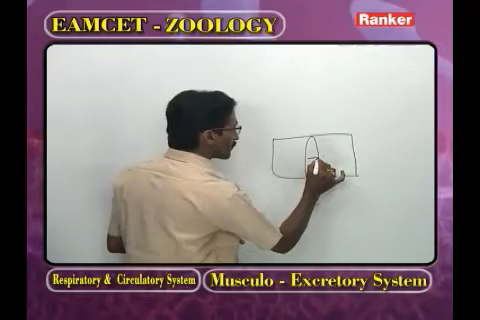 EAMCET - ZOOLOGY
Ranker
Respiratory & Circulatory System
Musculo - Excretory System